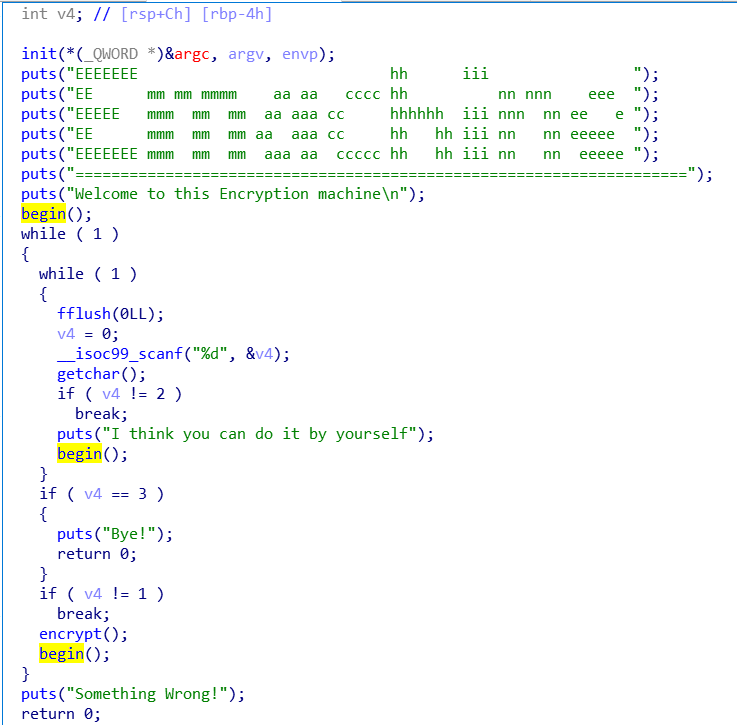 int v4; // [rsp+Ch] [rbp-4h]
init(*(_QWORD *)&argc, argv, envp);
puts("EEEEEEE                            hh      iii                ");
puts("EE      mm mm mmmm    aa aa   cccc hh          nn nnn    eee  ");
puts("EEEEE   mmm  mm  mm  aa aaa cc     hhhhhh  iii nnn  nn ee   e ");
puts("EE      mmm  mm  mm aa  aaa cc     hh   hh iii nn   nn eeeee  ");
puts("EEEEEEE mmm  mm  mm  aaa aa  ccccc hh   hh iii nn   nn  eeeee ");
puts("====================================================================");
puts("Welcome to this Encryption machine\n");
begin();
while ( 1 )
{
  while ( 1 )
  {
    fflush(0LL);
    v4 = 0;
    __isoc99_scanf("%d", &v4);
    getchar();
    if ( v4 != 2 )
      break;
    puts("I think you can do it by yourself");
    begin();
  }
  if ( v4 == 3 )
  {
    puts("Bye!");
    return 0;
  }
  if ( v4 != 1 )
    break;
  encrypt();
  begin();
}
puts("Something Wrong!");
return 0;